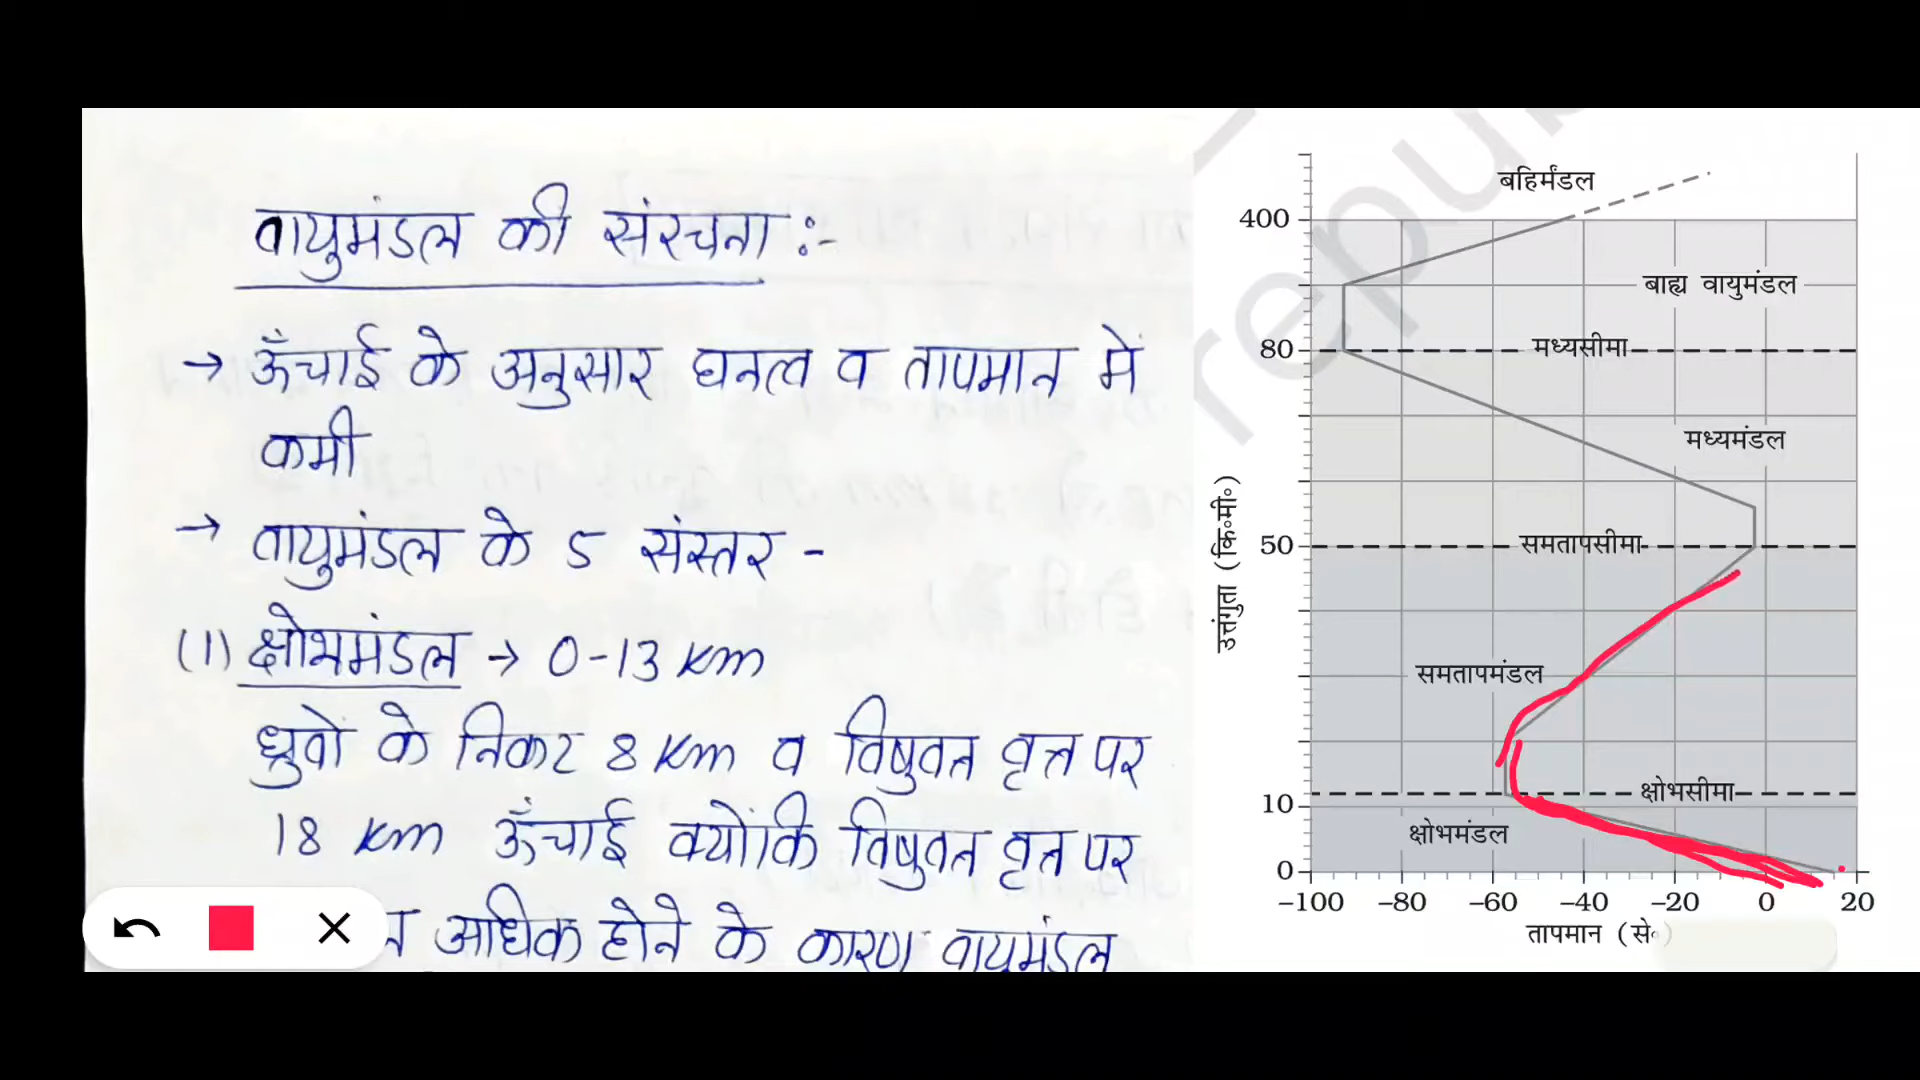 वायुमंडल की संरचना :-
→ ऊँचाई के अनुसार घनत्व व तापमान में
कमी
→ वायुमंडल के 5 संस्तर -
(1) क्षोभमंडल → 0-13 km
ध्रुवों के निकट 8 km व विषुवत वृत्त पर
18 km ऊँचाई क्योंकि विषुवत वृत्त पर
अधिक होने के कारण वायुमंडल
republ
बहिर्मंडल
400
बाह्य वायुमंडल
80
मध्यसीमा
मध्यमंडल
उत्तंगुता (कि॰मी॰)
50
समतापसीमा
समतापमंडल
10
क्षोभसीमा
क्षोभमंडल
0
-100 -80 -60 -40 -20 0 20
तापमान (से॰)